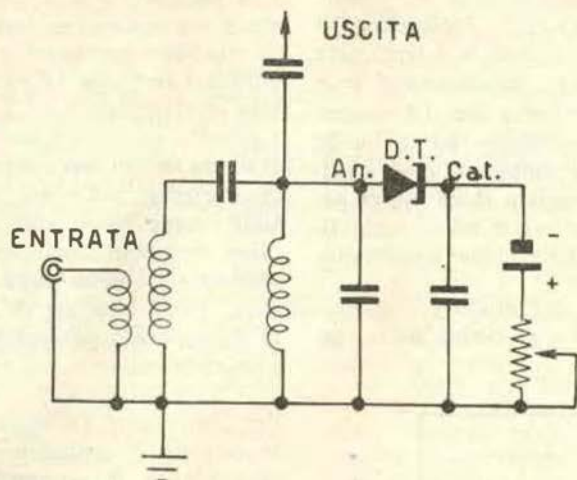 USCITA
D.T.
An. Cat.
ENTRATA
-
+